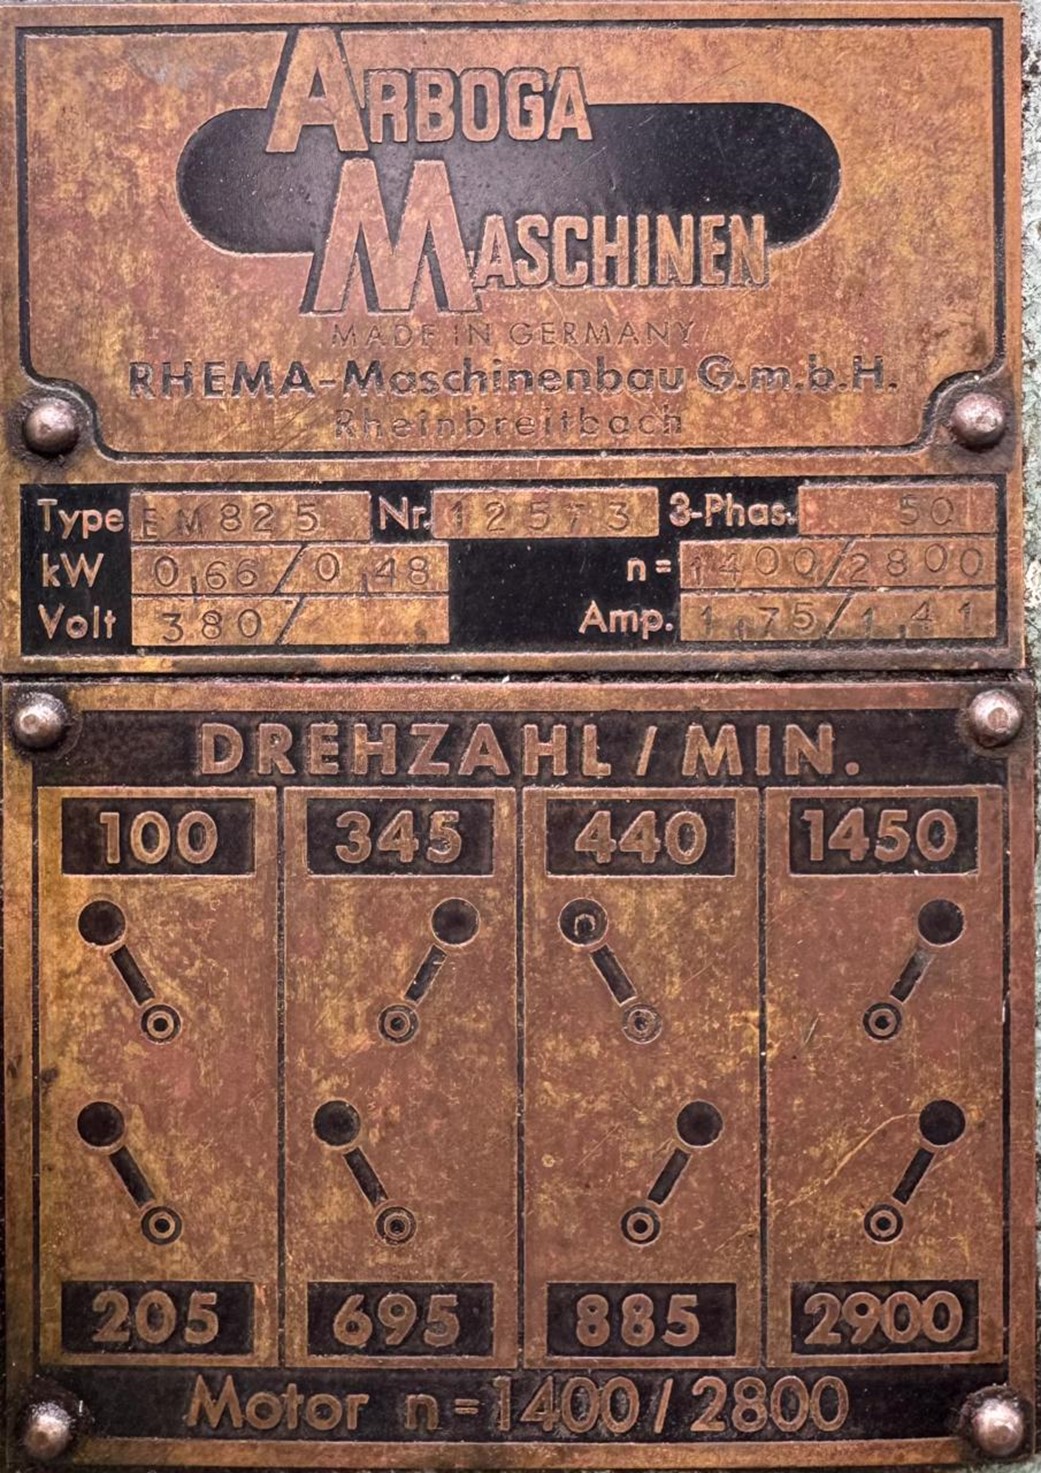 ARBOGA
MASCHINEN
MADE IN GERMANY
RHEMA-Maschinenbau G.m.b.H.
Rheinbreitbach
Type EM 825 Nr. 12573 3-Phas. 50
kW 0,66/0,48 n= 1400/2800
Volt 380/ Amp. 1,75/1,41
DREHZAHL / MIN.
100 345 440 1450
205 695 885 2900
Motor n=1400/2800